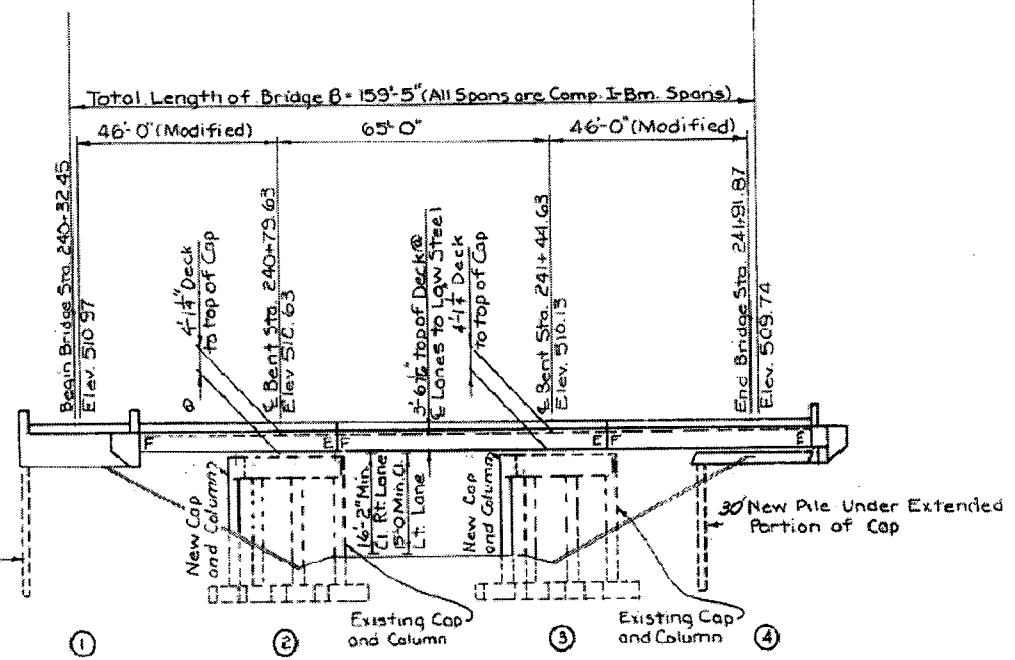 Total Length of Bridge B = 159'-5" (All Spans are Comp. I-Bm. Spans)
46'-0" (Modified)
65'-0"
46'-0" (Modified)
Begin Bridge Sta. 240+32.45
Elev. 510.97
4'-1¼" Deck
to top of Cap
℄ Bent Sta. 240+79.63
Elev. 510.63
top of Deck @
℄ Lanes to Low Steel
4'-1¼" Deck
to top of Cap
℄ Bent Sta. 241+44.63
Elev. 510.13
End Bridge Sta. 241+91.87
Elev. 509.74
F
E
F
E
F
E
New Cap
and Column
16'-2" Min.
Cl. Rt. Lane
15'-0 Min. Cl.
Lt. Lane
New Cap
and Column
30' New Pile Under Extended
Portion of Cap
Existing Cap
and Column
Existing Cap
and Column
1
2
3
4